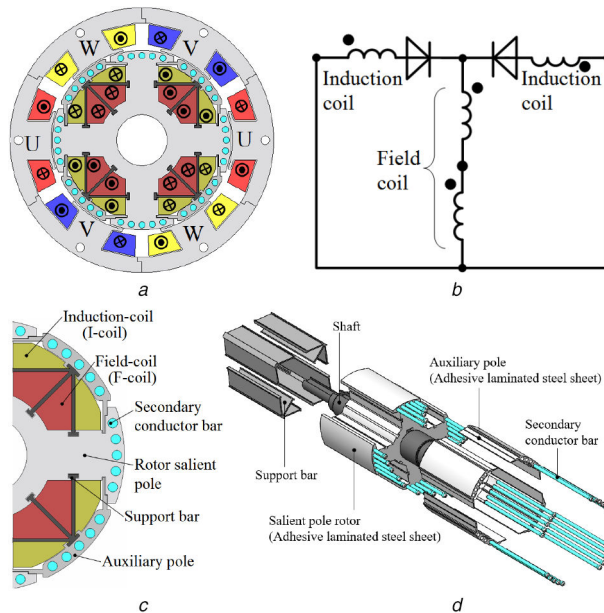 a
W
V
U
U
V
W
b
Induction
coil
Induction
coil
Field
coil
c
Induction-coil
(I-coil)
Field-coil
(F-coil)
Secondary
conductor bar
Rotor salient
pole
Support bar
Auxiliary pole
d
Shaft
Auxiliary pole
(Adhesive laminated steel sheet)
Secondary
conductor bar
Support bar
Salient pole rotor
(Adhesive laminated steel sheet)